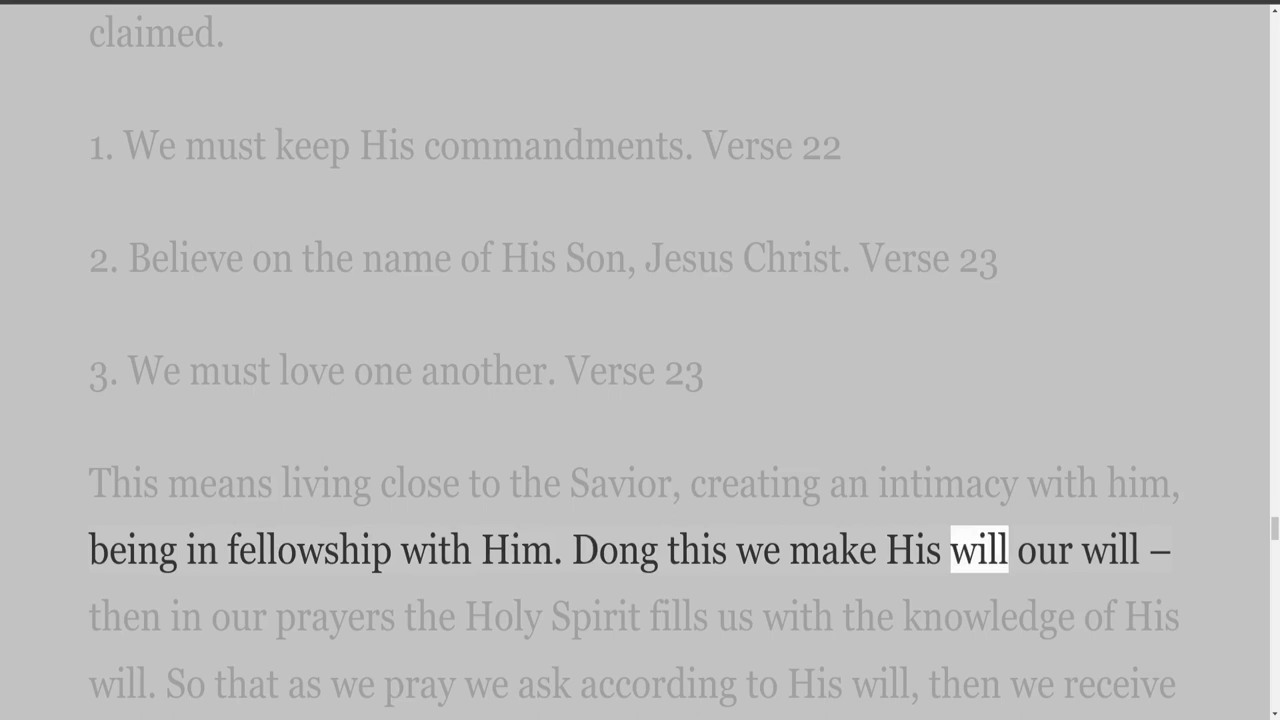 claimed.
1. We must keep His commandments. Verse 22
2. Believe on the name of His Son, Jesus Christ. Verse 23
3. We must love one another. Verse 23
This means living close to the Savior, creating an intimacy with him,
being in fellowship with Him. Dong this we make His will our will –
then in our prayers the Holy Spirit fills us with the knowledge of His
will. So that as we pray we ask according to His will, then we receive